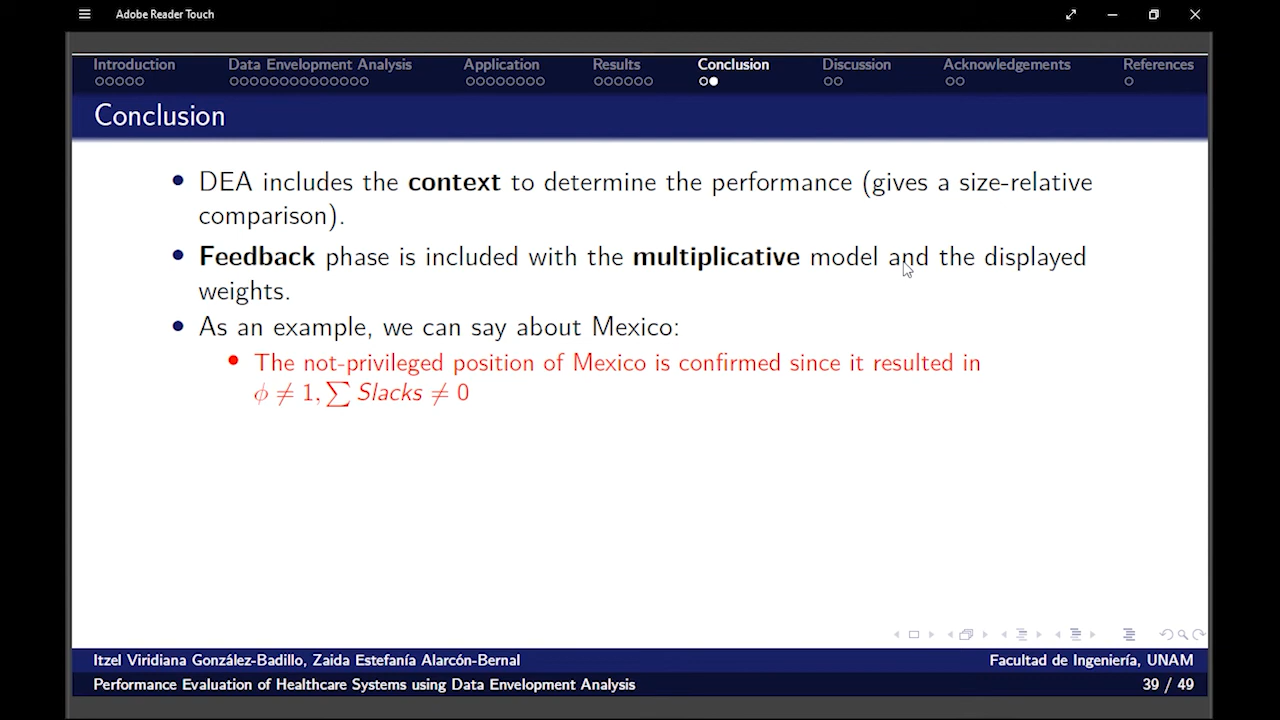 Adobe Reader Touch
Introduction Data Envelopment Analysis Application Results Conclusion Discussion Acknowledgements References
Conclusion
DEA includes the context to determine the performance (gives a size-relative
comparison).
Feedback phase is included with the multiplicative model and the displayed
weights.
As an example, we can say about Mexico:
The not-privileged position of Mexico is confirmed since it resulted in
ϕ ≠ 1, ∑ Slacks ≠ 0
Itzel Viridiana González-Badillo, Zaida Estefanía Alarcón-Bernal Facultad de Ingeniería, UNAM
Performance Evaluation of Healthcare Systems using Data Envelopment Analysis 39 / 49